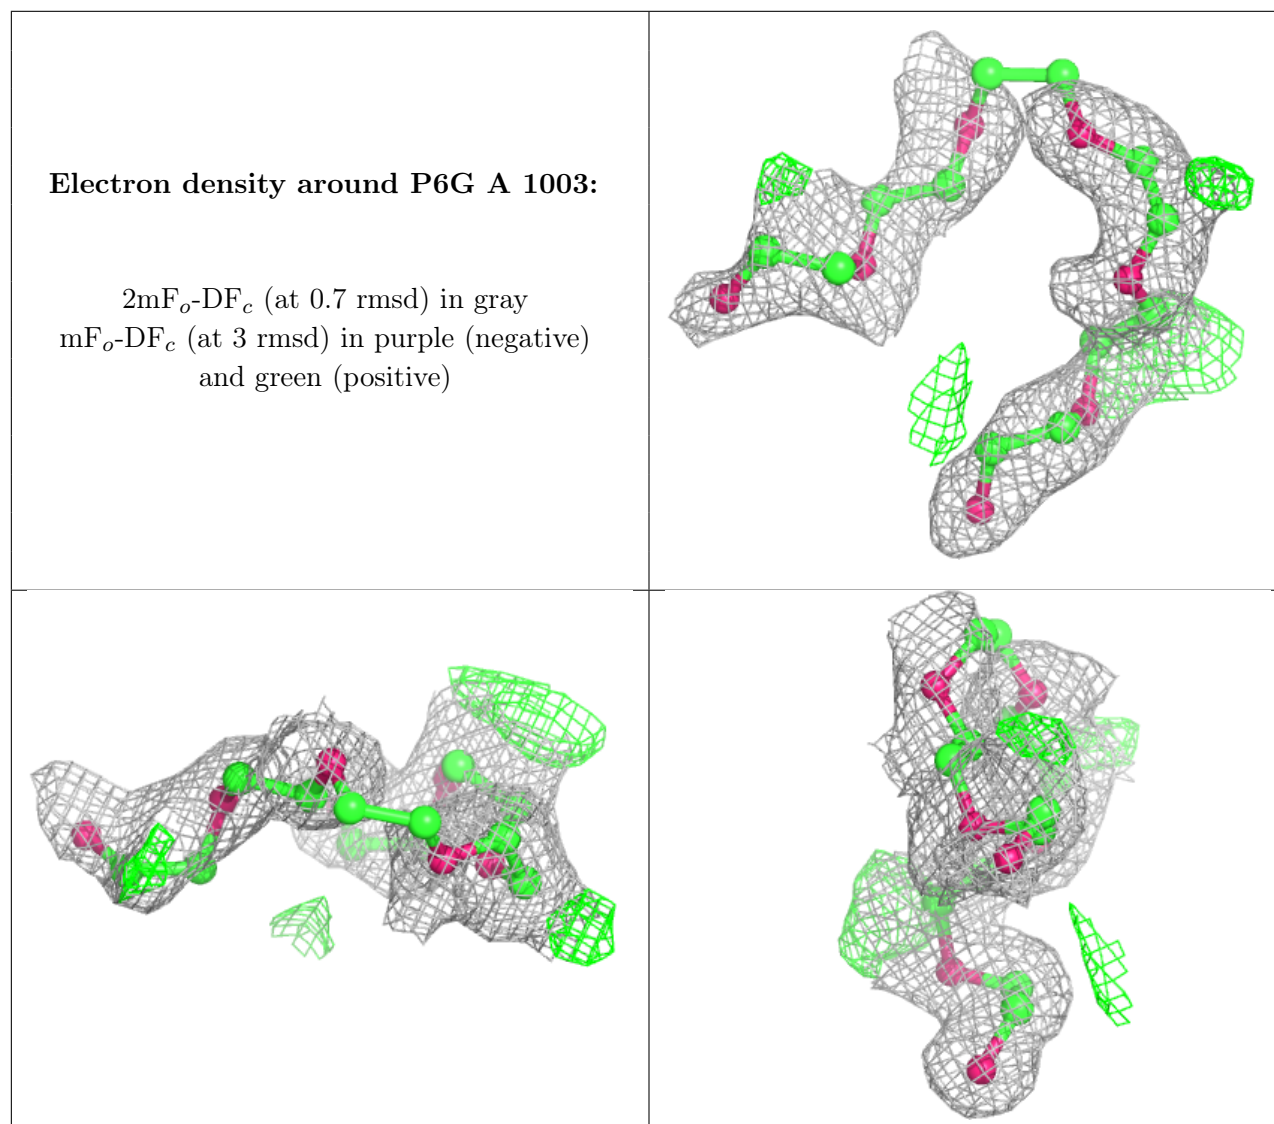 Electron density around P6G A 1003:
2mFo-DFc (at 0.7 rmsd) in gray
mFo-DFc (at 3 rmsd) in purple (negative)
and green (positive)